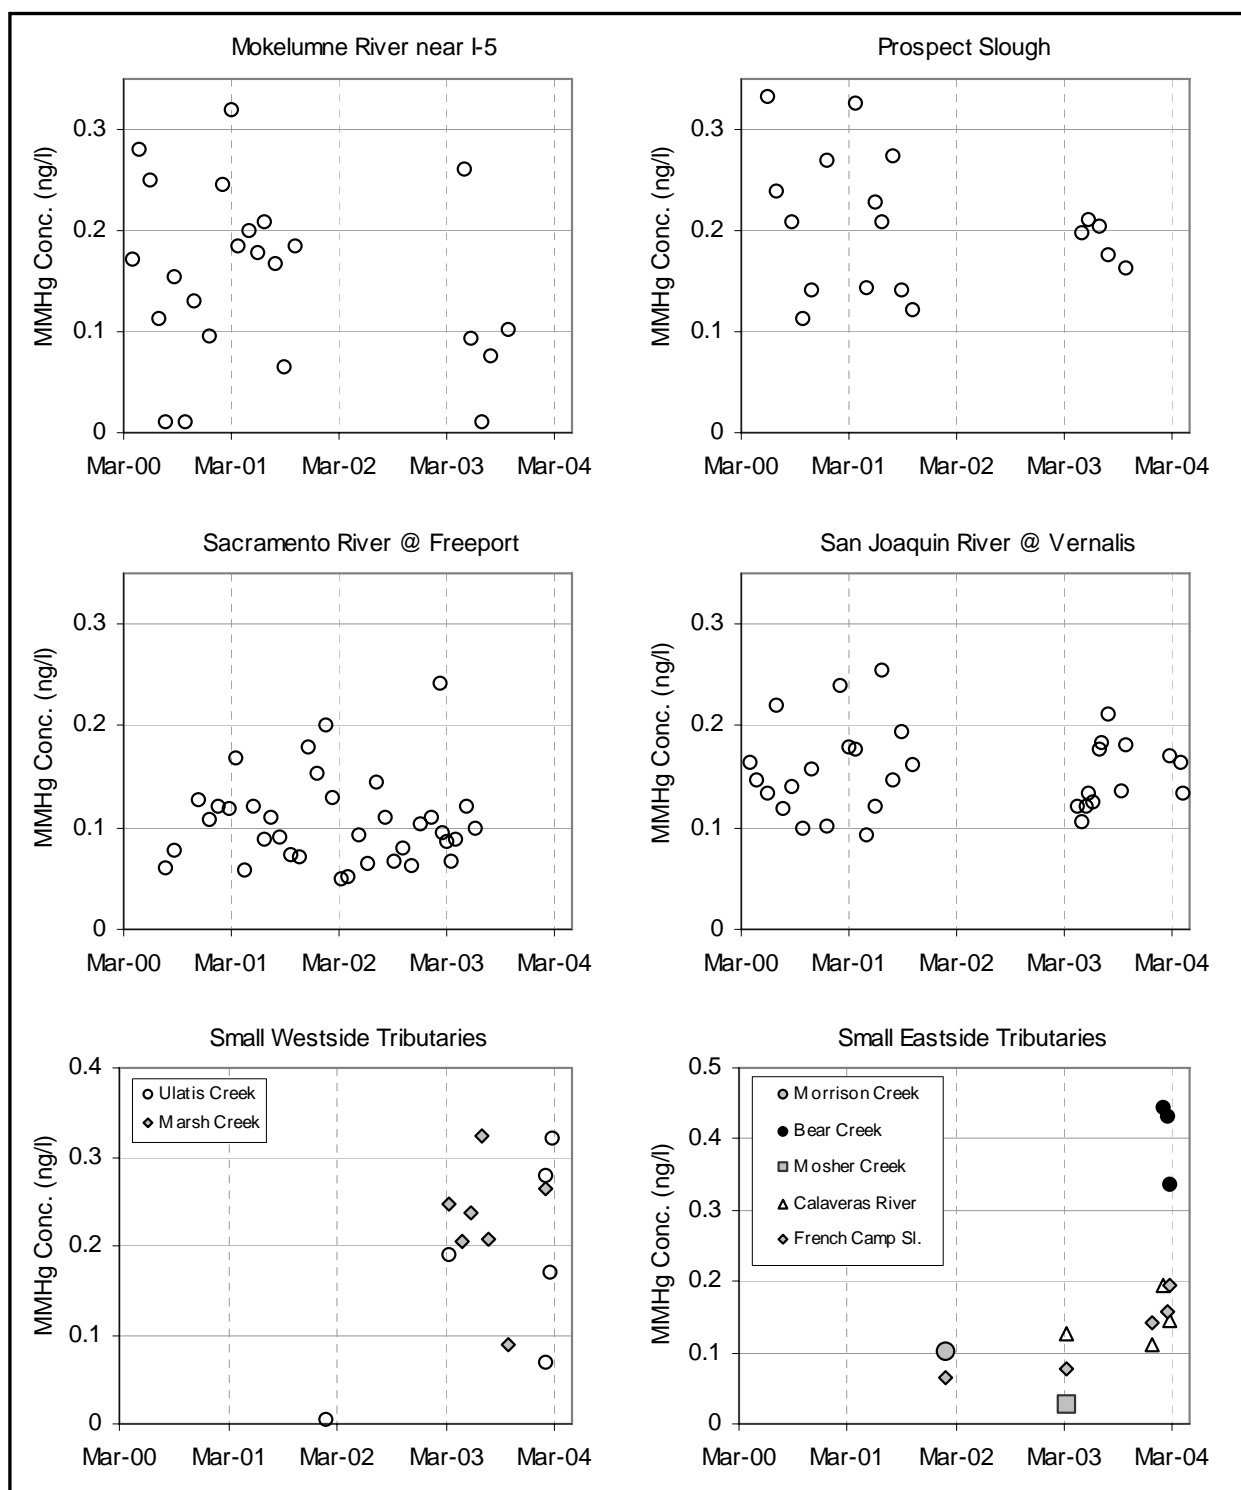 Mokelumne River near I-5
MMHg Conc. (ng/l)
0.3
0.2
0.1
0
Mar-00 Mar-01 Mar-02 Mar-03 Mar-04
Prospect Slough
MMHg Conc. (ng/l)
0.3
0.2
0.1
0
Mar-00 Mar-01 Mar-02 Mar-03 Mar-04
Sacramento River @ Freeport
MMHg Conc. (ng/l)
0.3
0.2
0.1
0
Mar-00 Mar-01 Mar-02 Mar-03 Mar-04
San Joaquin River @ Vernalis
MMHg Conc. (ng/l)
0.3
0.2
0.1
0
Mar-00 Mar-01 Mar-02 Mar-03 Mar-04
Small Westside Tributaries
MMHg Conc. (ng/l)
0.4
0.3
0.2
0.1
0
Ulatis Creek
Marsh Creek
Mar-00 Mar-01 Mar-02 Mar-03 Mar-04
Small Eastside Tributaries
MMHg Conc. (ng/l)
0.5
0.4
0.3
0.2
0.1
0
Morrison Creek
Bear Creek
Mosher Creek
Calaveras River
French Camp Sl.
Mar-00 Mar-01 Mar-02 Mar-03 Mar-04